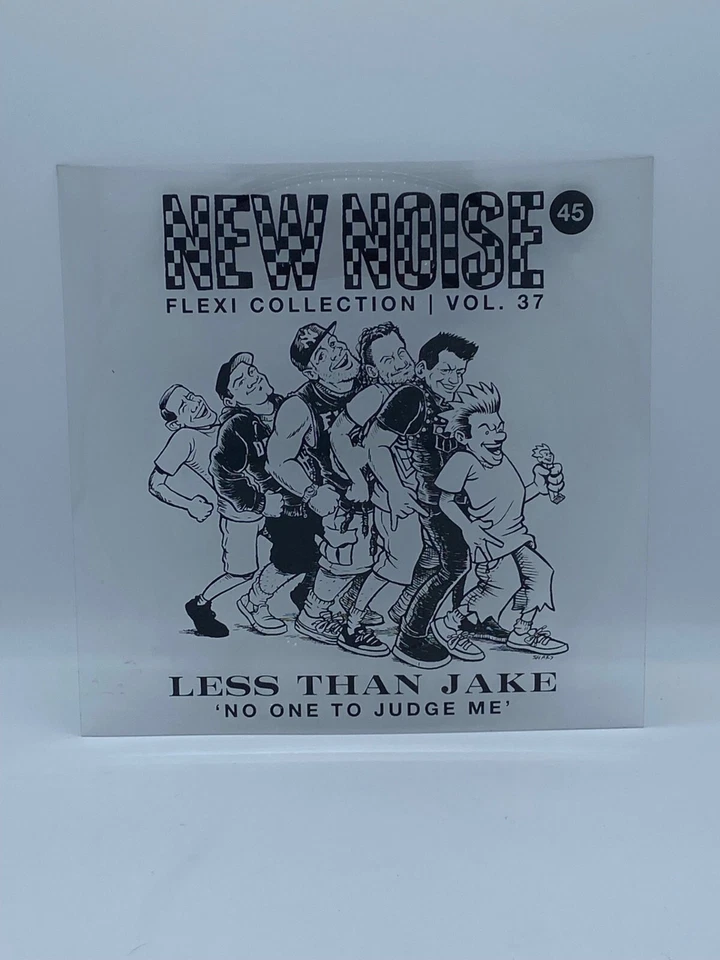 NEW NOISE 45
FLEXI COLLECTION | VOL. 37
LESS THAN JAKE
'NO ONE TO JUDGE ME'